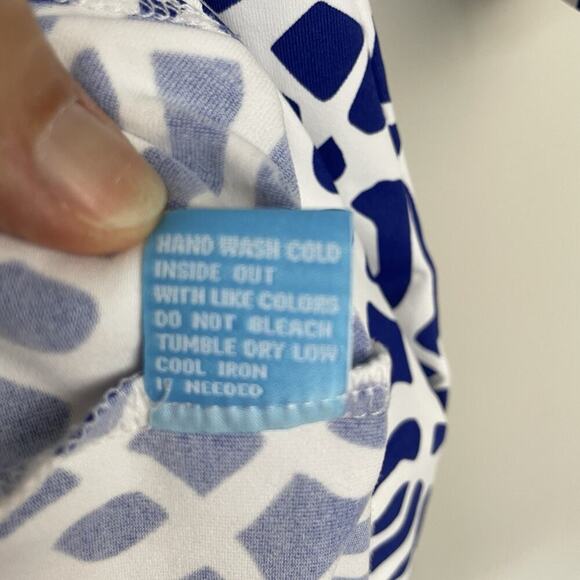 HAND WASH COLD
INSIDE OUT
WITH LIKE COLORS
DO NOT BLEACH
TUMBLE DRY LOW
COOL IRON
IF NEEDED